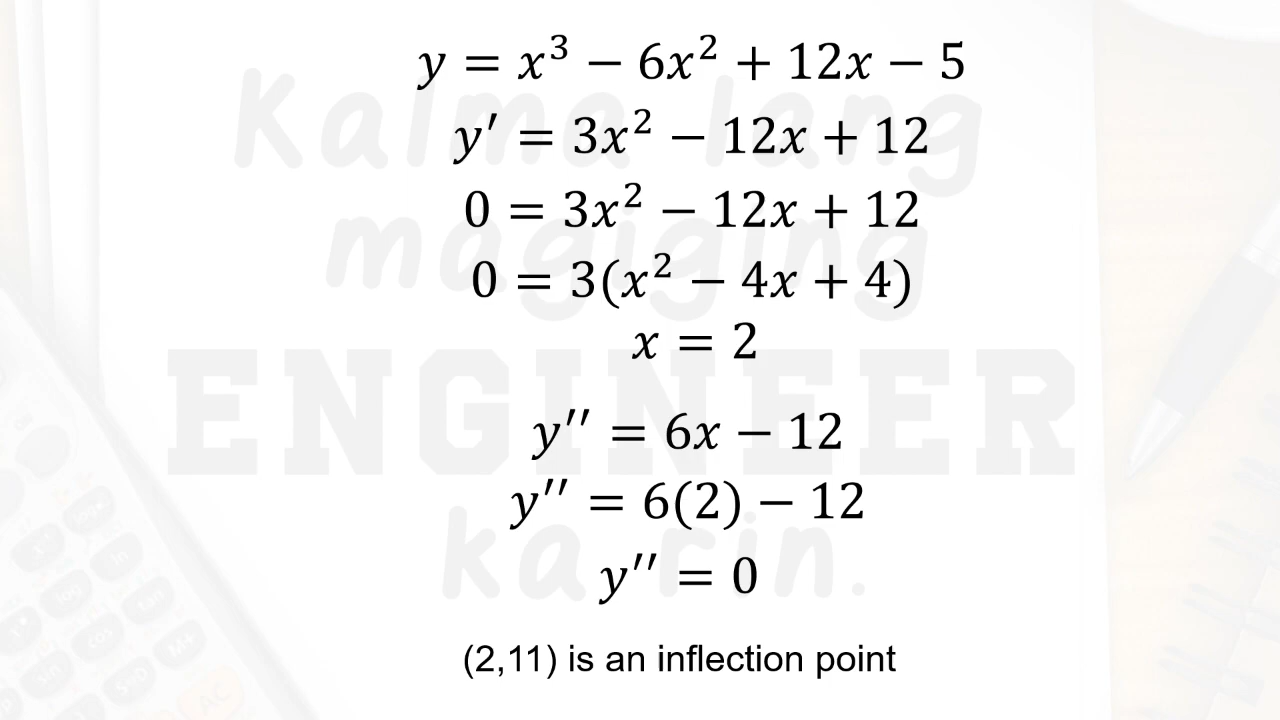 y = x³ − 6x² + 12x − 5
y′ = 3x² − 12x + 12
0 = 3x² − 12x + 12
0 = 3(x² − 4x + 4)
x = 2
y′′ = 6x − 12
y′′ = 6(2) − 12
y′′ = 0
(2,11) is an inflection point
Kalma lang
magiging
ENGINEER
ka rin.
AC